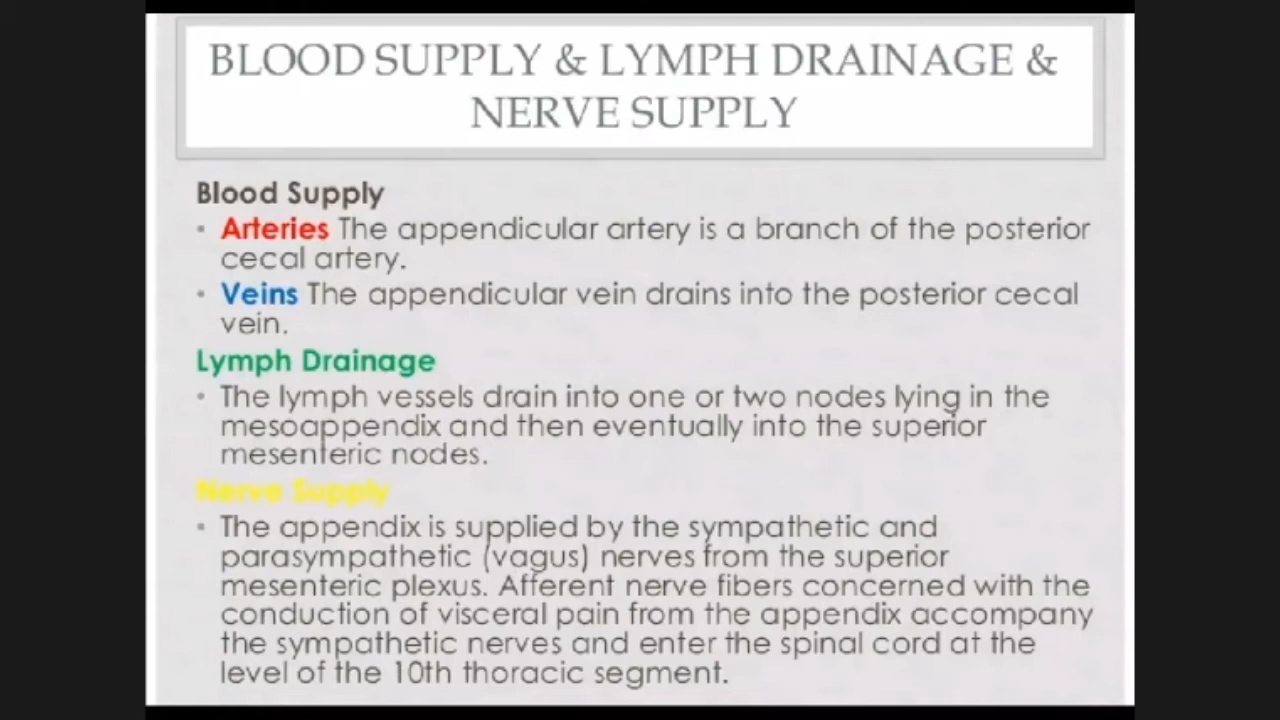 BLOOD SUPPLY & LYMPH DRAINAGE &
NERVE SUPPLY
Blood Supply
• Arteries The appendicular artery is a branch of the posterior
cecal artery.
• Veins The appendicular vein drains into the posterior cecal
vein.
Lymph Drainage
• The lymph vessels drain into one or two nodes lying in the
mesoappendix and then eventually into the superior
mesenteric nodes.
Nerve Supply
• The appendix is supplied by the sympathetic and
parasympathetic (vagus) nerves from the superior
mesenteric plexus. Afferent nerve fibers concerned with the
conduction of visceral pain from the appendix accompany
the sympathetic nerves and enter the spinal cord at the
level of the 10th thoracic segment.